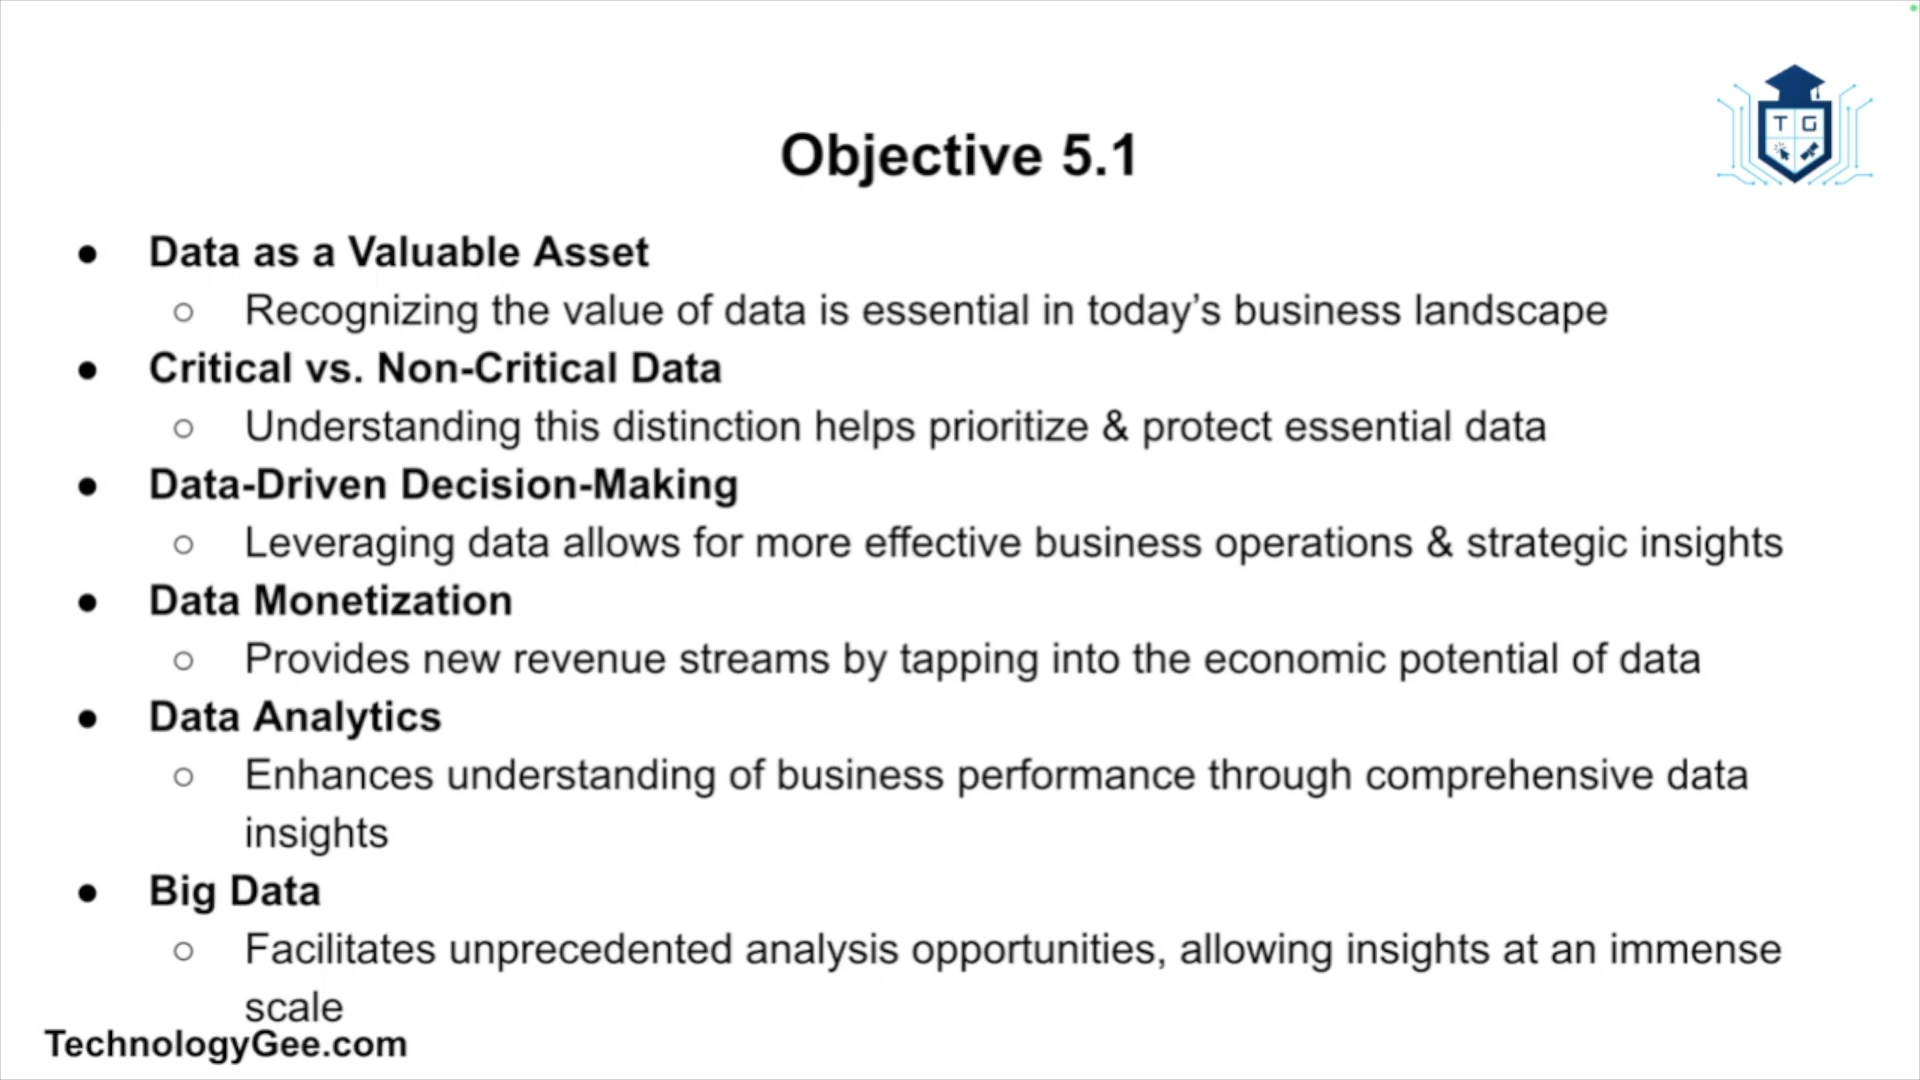 T G
Objective 5.1
● Data as a Valuable Asset
○ Recognizing the value of data is essential in today’s business landscape
● Critical vs. Non-Critical Data
○ Understanding this distinction helps prioritize & protect essential data
● Data-Driven Decision-Making
○ Leveraging data allows for more effective business operations & strategic insights
● Data Monetization
○ Provides new revenue streams by tapping into the economic potential of data
● Data Analytics
○ Enhances understanding of business performance through comprehensive data
insights
● Big Data
○ Facilitates unprecedented analysis opportunities, allowing insights at an immense
scale
TechnologyGee.com